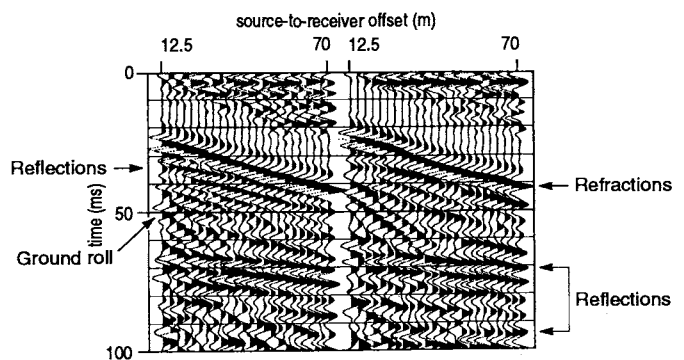 source-to-receiver offset (m)
12.5 70 12.5 70
0
Reflections
Refractions
time (ms)
50
Ground roll
Reflections
100